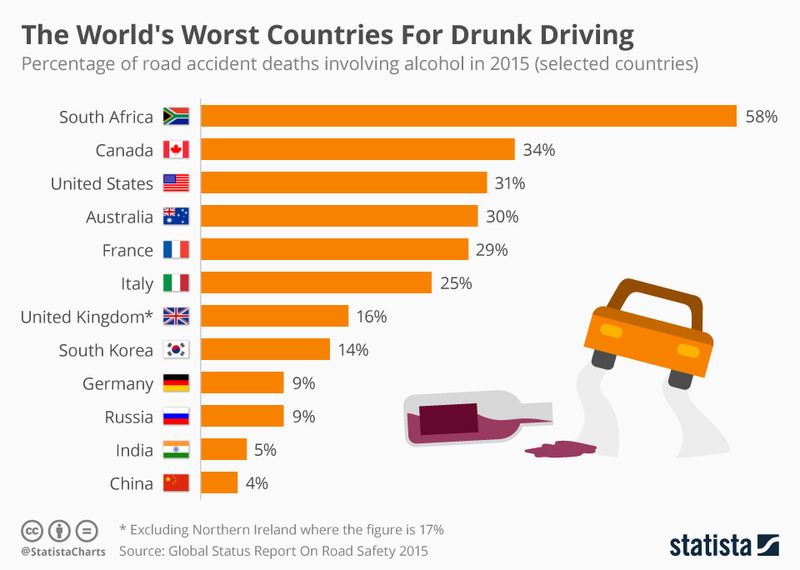 The World's Worst Countries For Drunk Driving
Percentage of road accident deaths involving alcohol in 2015 (selected countries)
South Africa 58%
Canada 34%
United States 31%
Australia 30%
France 29%
Italy 25%
United Kingdom* 16%
South Korea 14%
Germany 9%
Russia 9%
India 5%
China 4%
cc
@StatistaCharts
* Excluding Northern Ireland where the figure is 17%
Source: Global Status Report On Road Safety 2015
statista